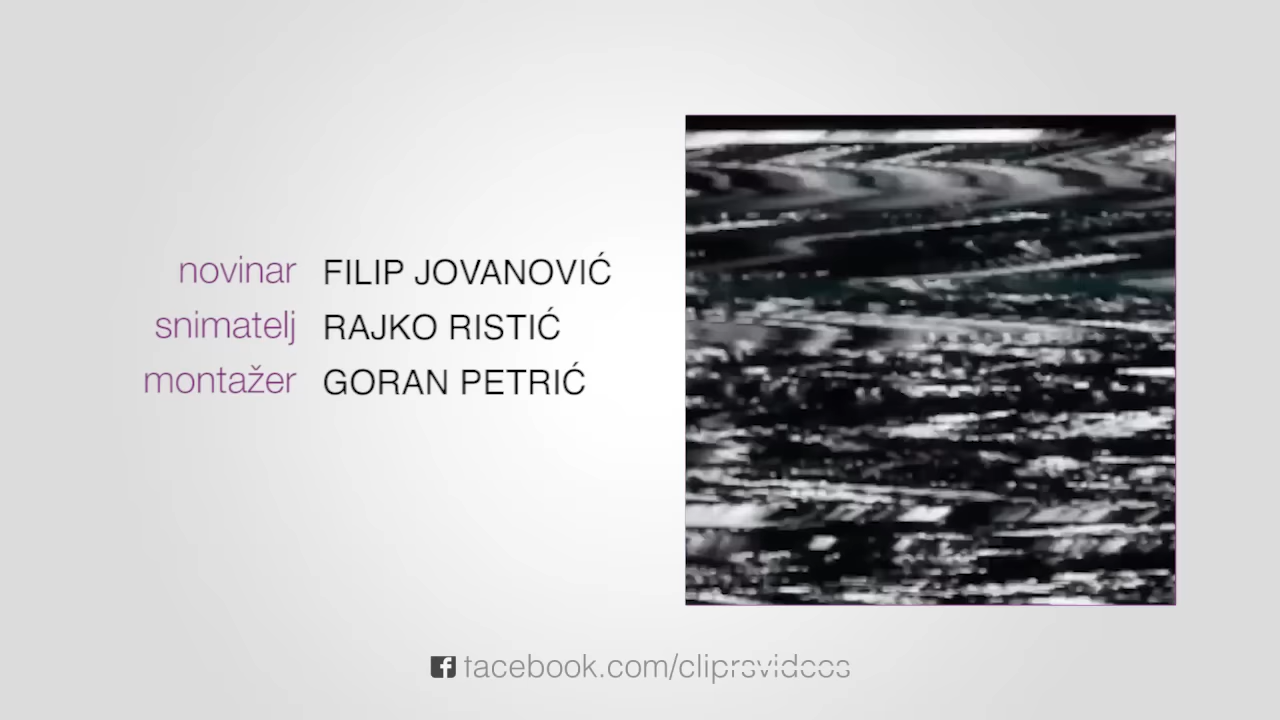 novinar FILIP JOVANOVIĆ
snimatelj RAJKO RISTIĆ
montažer GORAN PETRIĆ
facebook.com/cliprsvideos